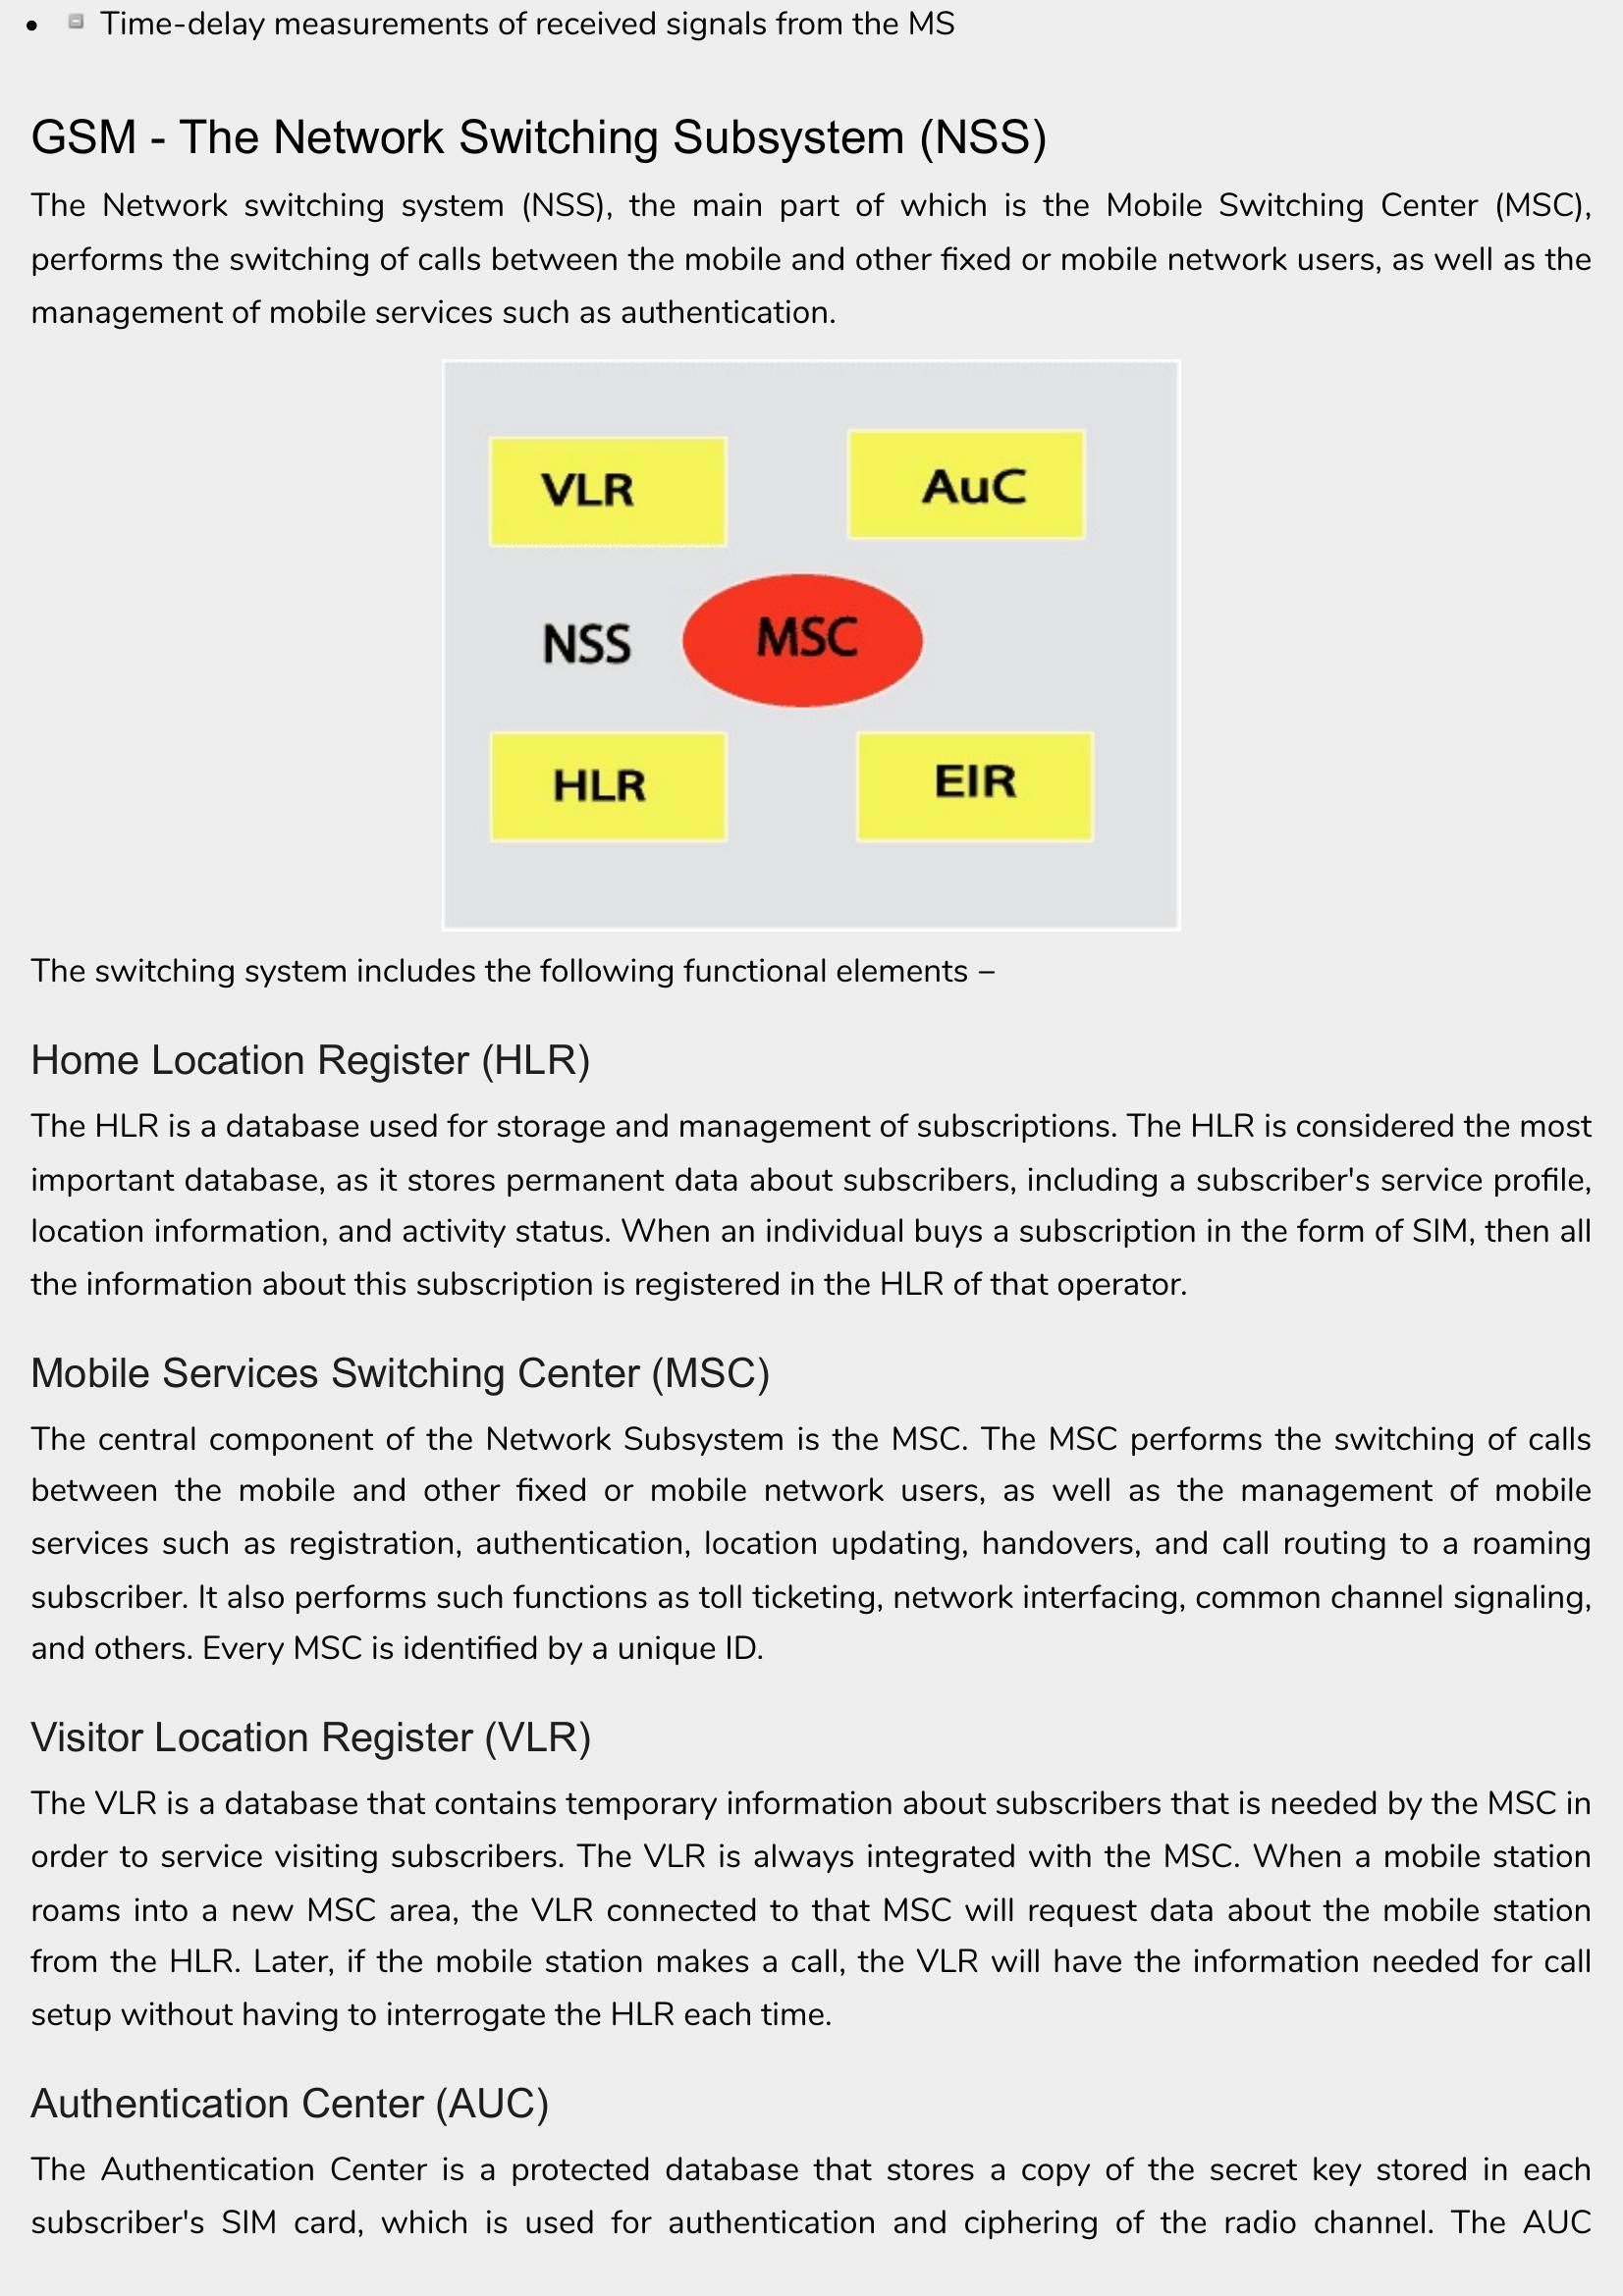 • Time-delay measurements of received signals from the MS
GSM - The Network Switching Subsystem (NSS)
The Network switching system (NSS), the main part of which is the Mobile Switching Center (MSC),
performs the switching of calls between the mobile and other fixed or mobile network users, as well as the
management of mobile services such as authentication.
VLR
AuC
NSS
MSC
HLR
EIR
The switching system includes the following functional elements −
Home Location Register (HLR)
The HLR is a database used for storage and management of subscriptions. The HLR is considered the most
important database, as it stores permanent data about subscribers, including a subscriber's service profile,
location information, and activity status. When an individual buys a subscription in the form of SIM, then all
the information about this subscription is registered in the HLR of that operator.
Mobile Services Switching Center (MSC)
The central component of the Network Subsystem is the MSC. The MSC performs the switching of calls
between the mobile and other fixed or mobile network users, as well as the management of mobile
services such as registration, authentication, location updating, handovers, and call routing to a roaming
subscriber. It also performs such functions as toll ticketing, network interfacing, common channel signaling,
and others. Every MSC is identified by a unique ID.
Visitor Location Register (VLR)
The VLR is a database that contains temporary information about subscribers that is needed by the MSC in
order to service visiting subscribers. The VLR is always integrated with the MSC. When a mobile station
roams into a new MSC area, the VLR connected to that MSC will request data about the mobile station
from the HLR. Later, if the mobile station makes a call, the VLR will have the information needed for call
setup without having to interrogate the HLR each time.
Authentication Center (AUC)
The Authentication Center is a protected database that stores a copy of the secret key stored in each
subscriber's SIM card, which is used for authentication and ciphering of the radio channel. The AUC